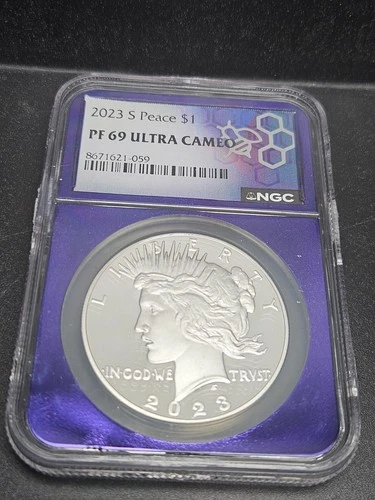 2023 S Peace $1
PF 69 ULTRA CAMEO
8671621-059
NGC
LIBERTY
·IN·GOD·WE TRVST·
2023